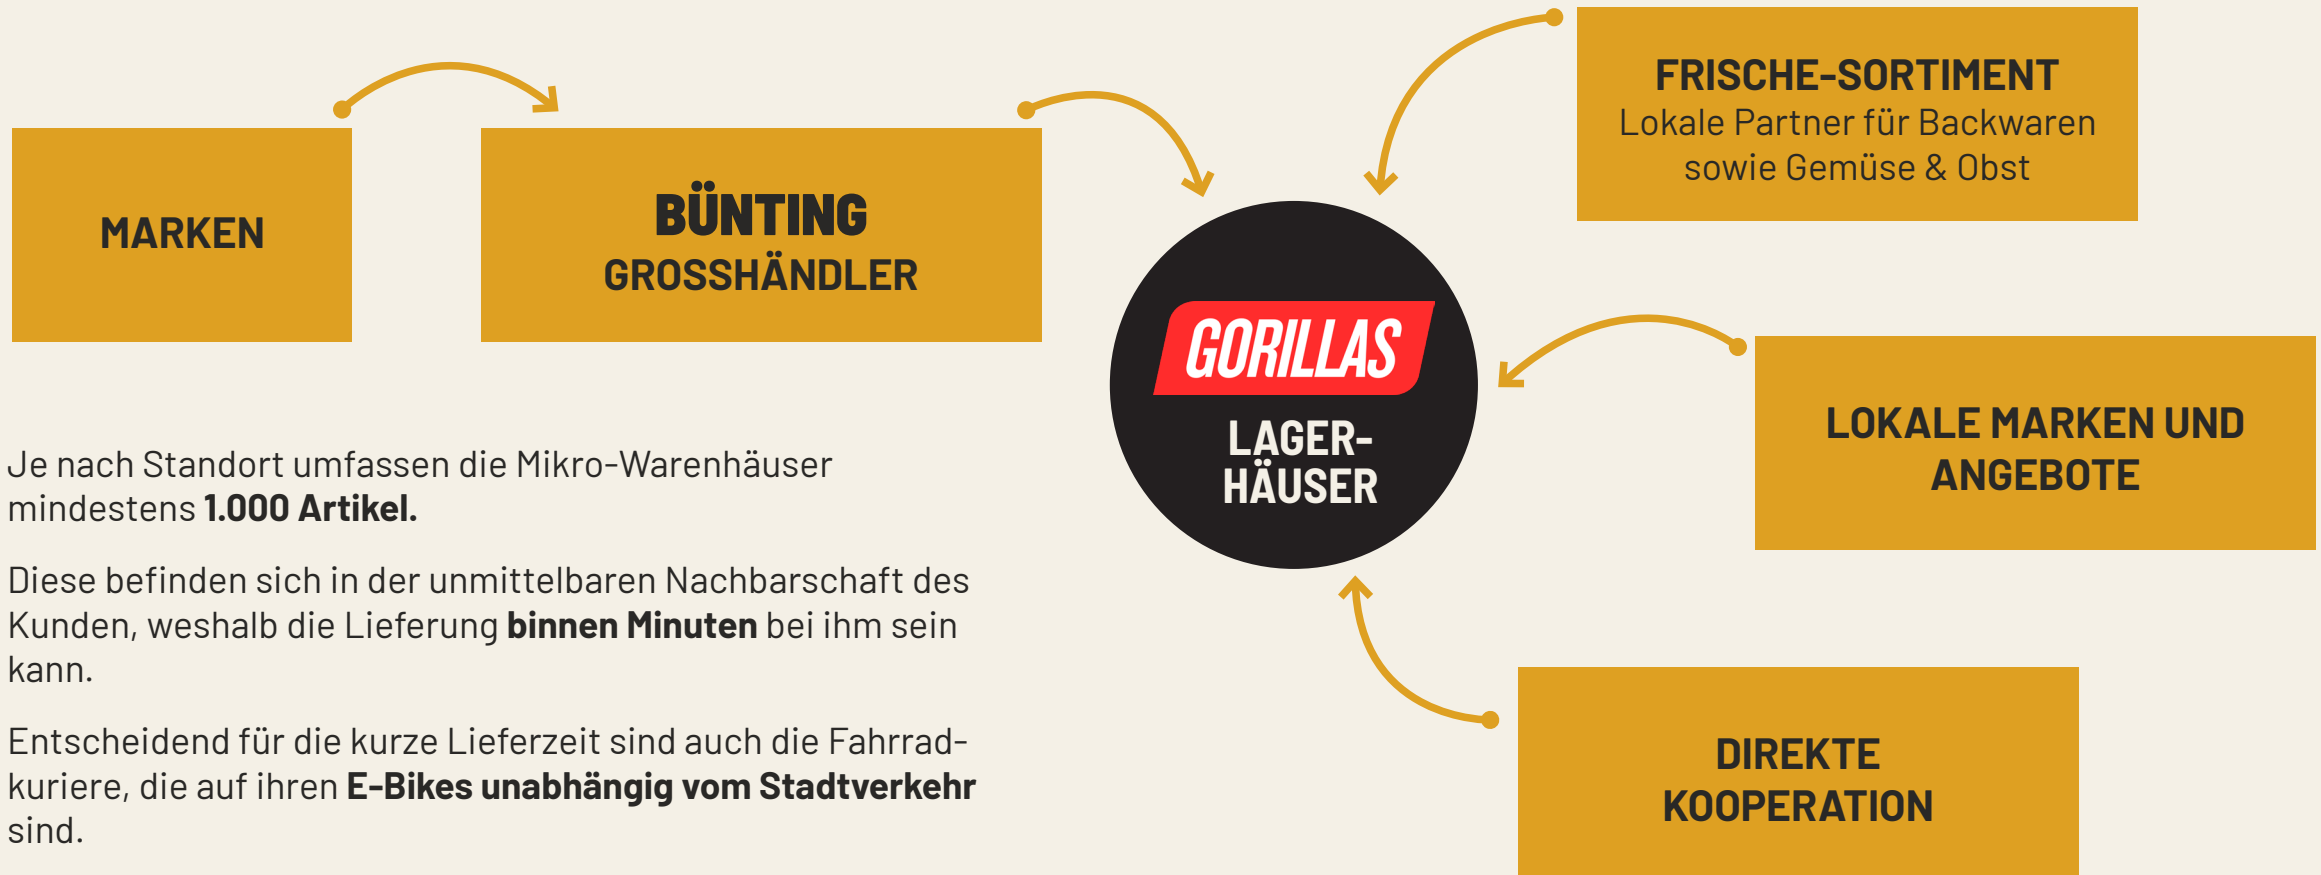 MARKEN
BÜNTING
GROSSHÄNDLER
FRISCHE-SORTIMENT
Lokale Partner für Backwaren
sowie Gemüse & Obst
GORILLAS
LAGER-
HÄUSER
LOKALE MARKEN UND
ANGEBOTE
DIREKTE
KOOPERATION
Je nach Standort umfassen die Mikro-Warenhäuser
mindestens 1.000 Artikel.
Diese befinden sich in der unmittelbaren Nachbarschaft des
Kunden, weshalb die Lieferung binnen Minuten bei ihm sein
kann.
Entscheidend für die kurze Lieferzeit sind auch die Fahrrad-
kuriere, die auf ihren E-Bikes unabhängig vom Stadtverkehr
sind.